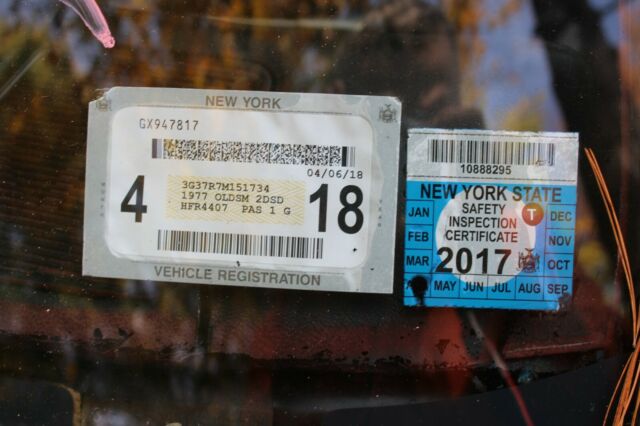 NEW YORK
GX947817
04/06/18
3G37R7M151734
1977 OLDSM 2DSD
HFR4407 PAS 1 G
4
18
VEHICLE REGISTRATION
10888295
NEW YORK STATE
JAN
SAFETY
T
DEC
FEB
INSPECTION
CERTIFICATE
NOV
MAR
2017
OCT
MAY JUN JUL AUG SEP